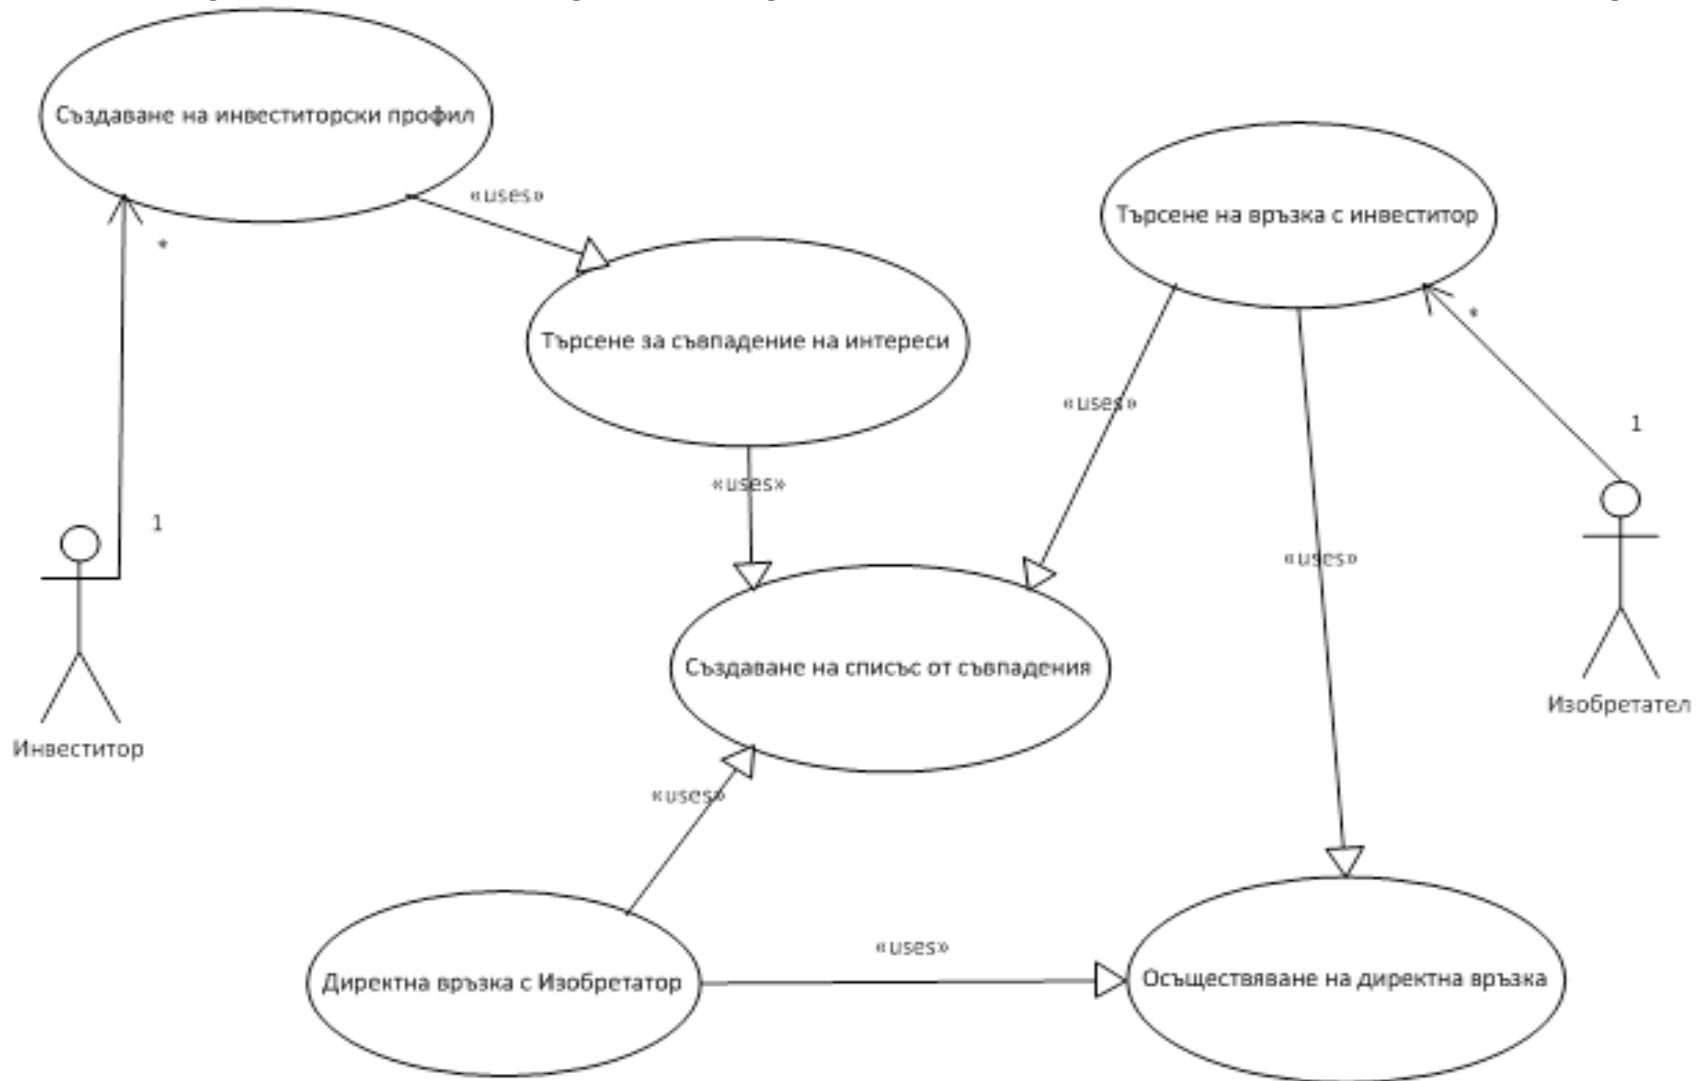 Създаване на инвеститорски профил
«uses»
Търсене на връзка с инвеститор
*
*
Търсене за съвпадение на интереси
«uses»
1
«uses»
1
«uses»
Създаване на списъс от съвпадения
Изобретател
Инвеститор
«uses»
«uses»
Директна връзка с Изобретатор
Осъществяване на директна връзка